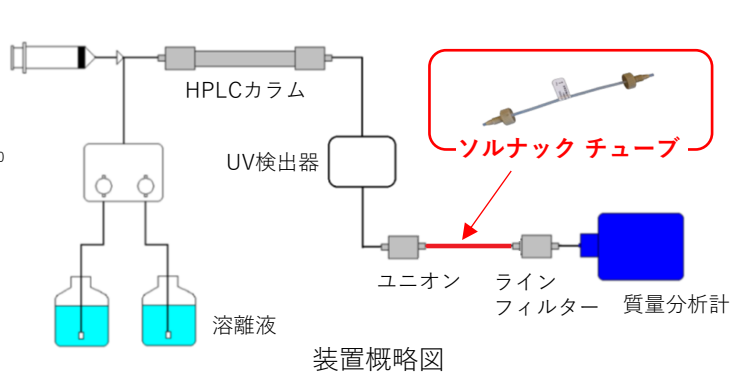 HPLCカラム
ソルナック チューブ
UV検出器
ユニオン
ライン
フィルター
質量分析計
溶離液
装置概略図